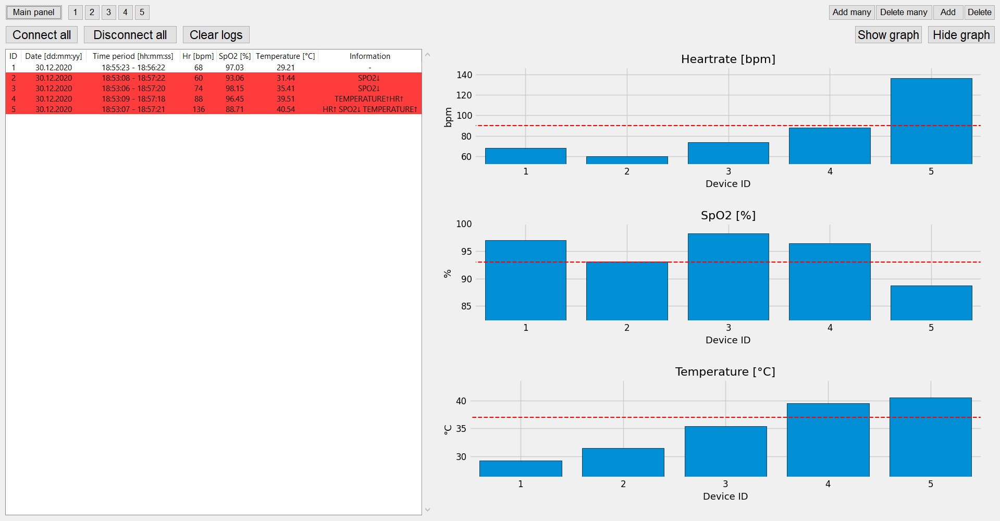 Main panel 1 2 3 4 5 Add many Delete many Add Delete
Connect all Disconnect all Clear logs Show graph Hide graph
ID Date [dd:mm:yy] Time period [hh:mm:ss] Hr [bpm] SpO2 [%] Temperature [°C] Information
1 30.12.2020 18:55:23 - 18:56:22 68 97.03 29.21 -
2 30.12.2020 18:53:08 - 18:57:22 60 93.06 31.44 SPO2↓
3 30.12.2020 18:53:06 - 18:57:20 74 98.15 35.41 SPO2↓
4 30.12.2020 18:53:09 - 18:57:18 88 96.45 39.51 TEMPERATURE↑HR↑
5 30.12.2020 18:53:07 - 18:57:21 136 88.71 40.54 HR↑ SPO2↓ TEMPERATURE↑
Heartrate [bpm]
bpm
140
120
100
80
60
1 2 3 4 5
Device ID
SpO2 [%]
%
100
95
90
85
1 2 3 4 5
Device ID
Temperature [°C]
°C
40
35
30
1 2 3 4 5
Device ID